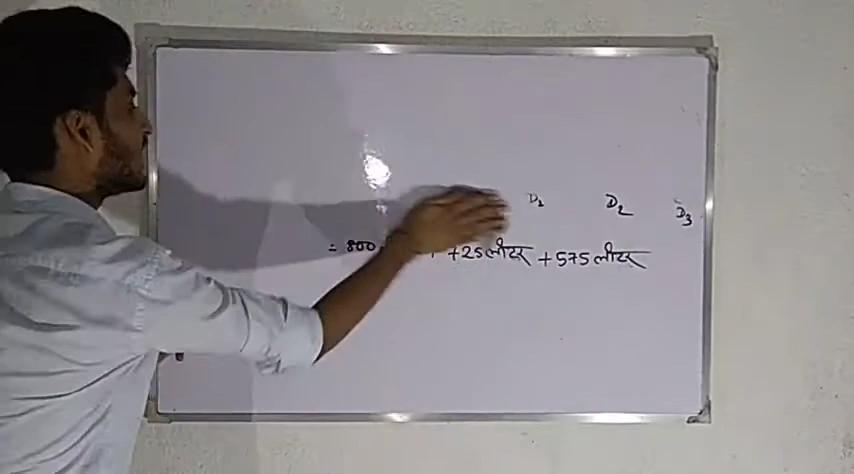 D₁ D₂ D₃
= 800 + 25 लीटर + 575 लीटर